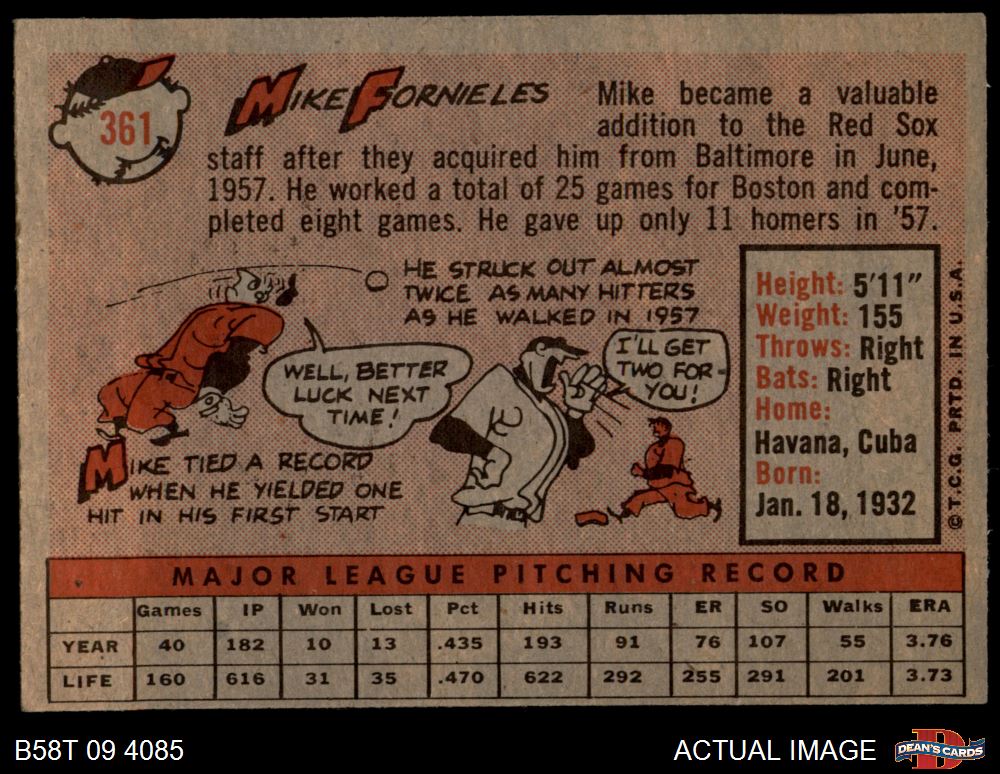 361
MIKE FORNIELES
Mike became a valuable
addition to the Red Sox
staff after they acquired him from Baltimore in June,
1957. He worked a total of 25 games for Boston and com-
pleted eight games. He gave up only 11 homers in '57.
HE STRUCK OUT ALMOST
TWICE AS MANY HITTERS
AS HE WALKED IN 1957
WELL, BETTER
LUCK NEXT
TIME!
I'LL GET
TWO FOR
YOU!
MIKE TIED A RECORD
WHEN HE YIELDED ONE
HIT IN HIS FIRST START
Height: 5'11"
Weight: 155
Throws: Right
Bats: Right
Home:
Havana, Cuba
Born:
Jan. 18, 1932
© T.C.G. PRTD. IN U.S.A.
MAJOR LEAGUE PITCHING RECORD
Games IP Won Lost Pct Hits Runs ER SO Walks ERA
YEAR 40 182 10 13 .435 193 91 76 107 55 3.76
LIFE 160 616 31 35 .470 622 292 255 291 201 3.73
B58T 09 4085
ACTUAL IMAGE
D
DEAN'S CARDS